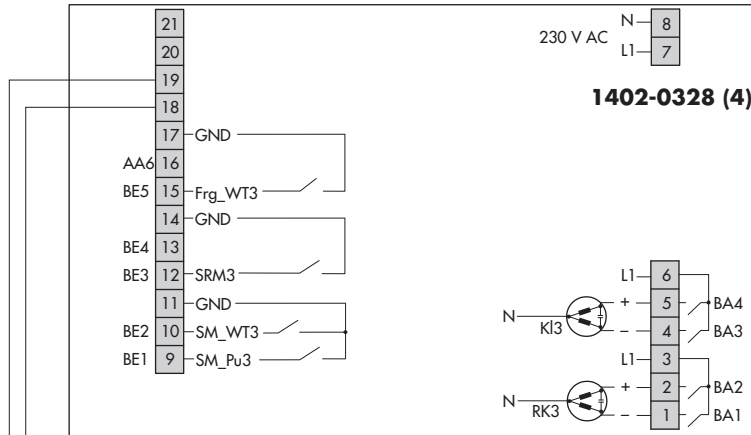 21
20
19
18
17 GND
AA6 16
BE5 15 Frg_WT3
14 GND
BE4 13
BE3 12 SRM3
11 GND
BE2 10 SM_WT3
BE1 9 SM_Pu3
230 V AC
N 8
L1 7
1402-0328 (4)
L1 6
+ 5 BA4
N Kl3
− 4 BA3
L1 3
+ 2 BA2
N RK3
− 1 BA1